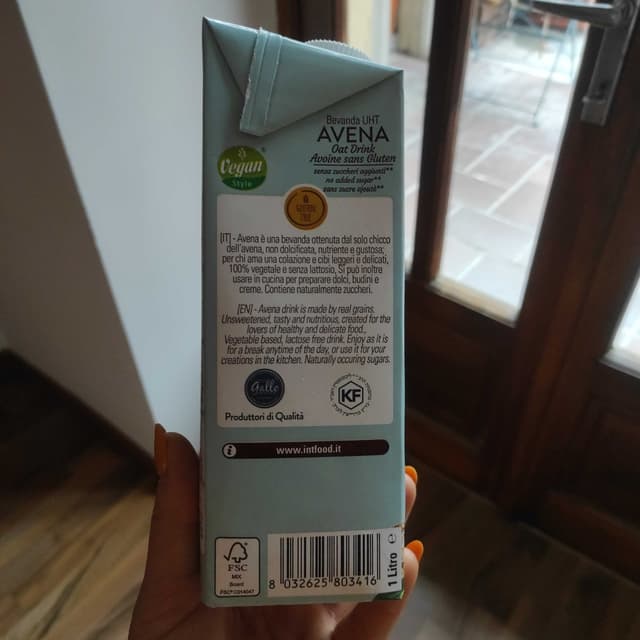 Bevanda UHT
AVENA
Oat Drink
Avoine sans Gluten
senza zuccheri aggiunti**
no added sugar**
sans sucre ajouté**
Vegan
Style
GLUTENE
FREE
[IT] - Avena è una bevanda ottenuta dal solo chicco
dell'avena, non dolcificata, nutriente e gustosa;
per chi ama una colazione e cibi leggeri e delicati,
100% vegetale e senza lattosio, Si può inoltre
usare in cucina per preparare dolci, budini e
creme. Contiene naturalmente zuccheri.
[EN] - Avena drink is made by real grains.
Unsweetened, tasty and nutritious, created for the
lovers of healthy and delicate food..
Vegetable based, lactose free drink. Enjoy as it is
for a break anytime of the day, or use it for your
creations in the kitchen. Naturally occuring sugars.
Gallo
KF
Produttori di Qualità
i
www.intfood.it
FSC
MIX
Board
FSC® C014047
8 032625 803416
1 Litro e